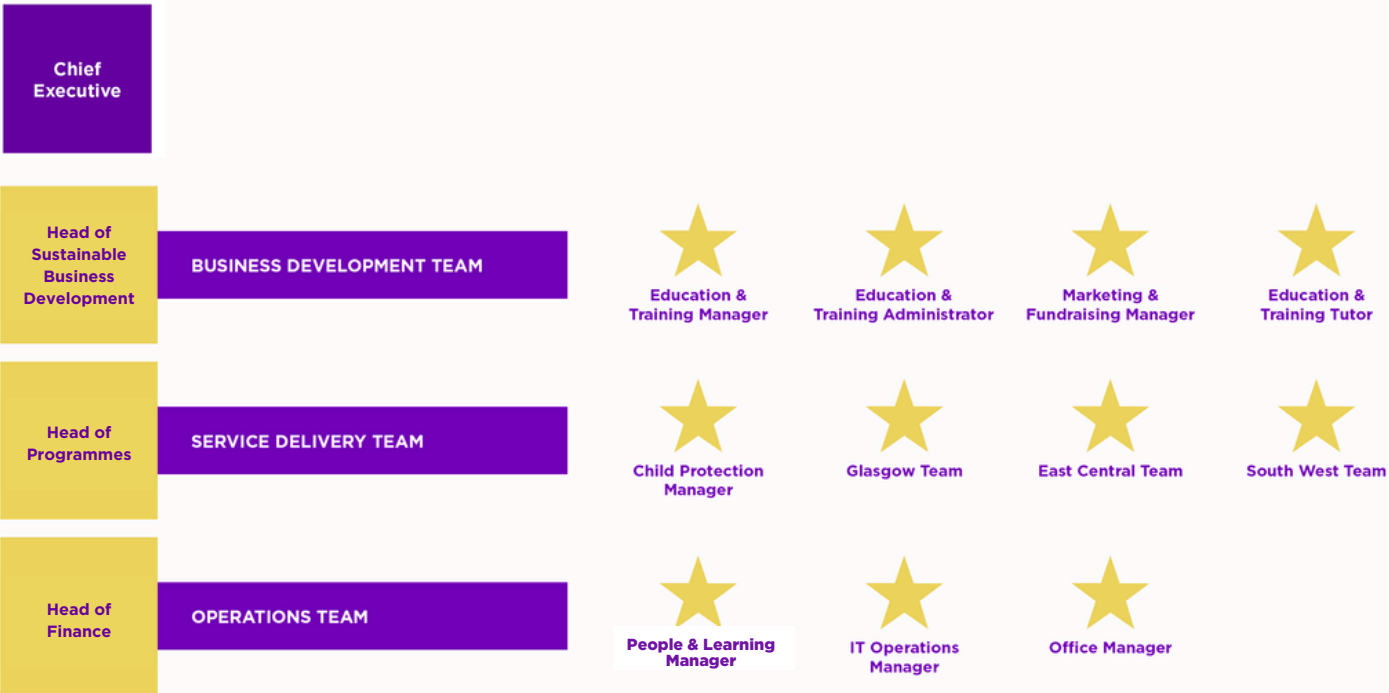 Chief
Executive
Head of
Sustainable
Business
Development
BUSINESS DEVELOPMENT TEAM
Education &
Training Manager
Education &
Training Administrator
Marketing &
Fundraising Manager
Education &
Training Tutor
Head of
Programmes
SERVICE DELIVERY TEAM
Child Protection
Manager
Glasgow Team
East Central Team
South West Team
Head of
Finance
OPERATIONS TEAM
People & Learning
Manager
IT Operations
Manager
Office Manager